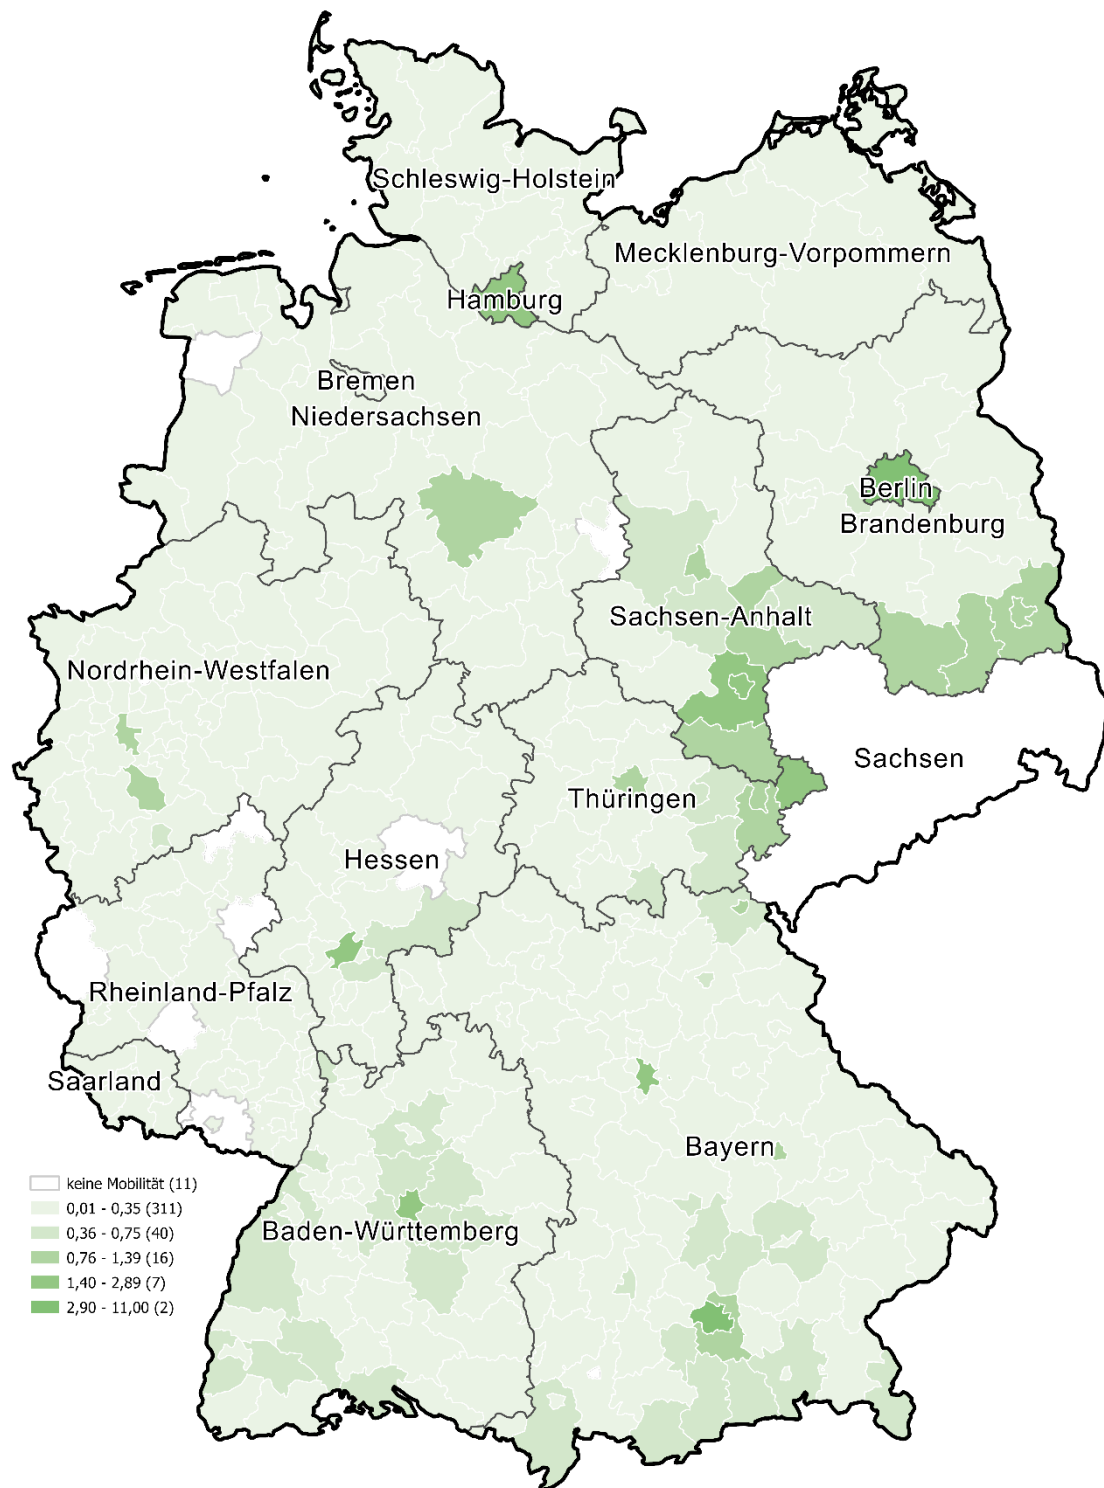 Schleswig-Holstein
Mecklenburg-Vorpommern
Hamburg
Bremen
Niedersachsen
Berlin
Brandenburg
Sachsen-Anhalt
Nordrhein-Westfalen
Sachsen
Thüringen
Hessen
Rheinland-Pfalz
Saarland
Bayern
Baden-Württemberg
keine Mobilität (11)
0,01 - 0,35 (311)
0,36 - 0,75 (40)
0,76 - 1,39 (16)
1,40 - 2,89 (7)
2,90 - 11,00 (2)